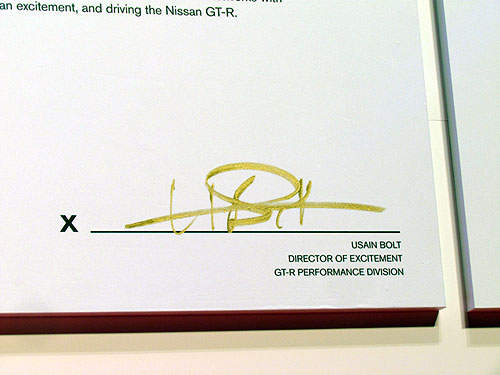 an excitement, and driving the Nissan GT-R.
X
USAIN BOLT
DIRECTOR OF EXCITEMENT
GT-R PERFORMANCE DIVISION